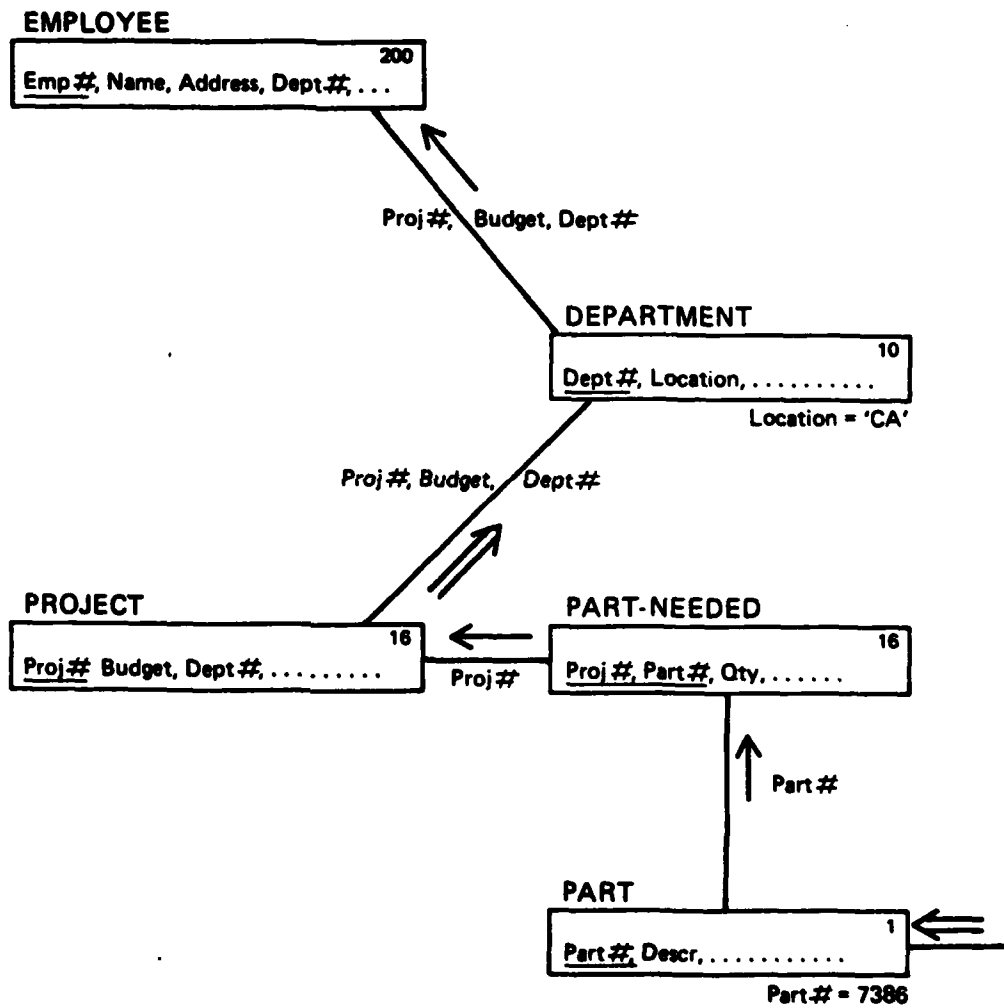 EMPLOYEE
200
Emp#, Name, Address, Dept#, ...
Proj#, Budget, Dept#
DEPARTMENT
10
Dept#, Location, ..........
Location = 'CA'
Proj#, Budget, Dept#
PROJECT
16
Proj# Budget, Dept#, .........
Proj#
PART-NEEDED
16
Proj#, Part#, Qty, ......
Part#
PART
1
Part#, Descr, ...........
Part# = 7386